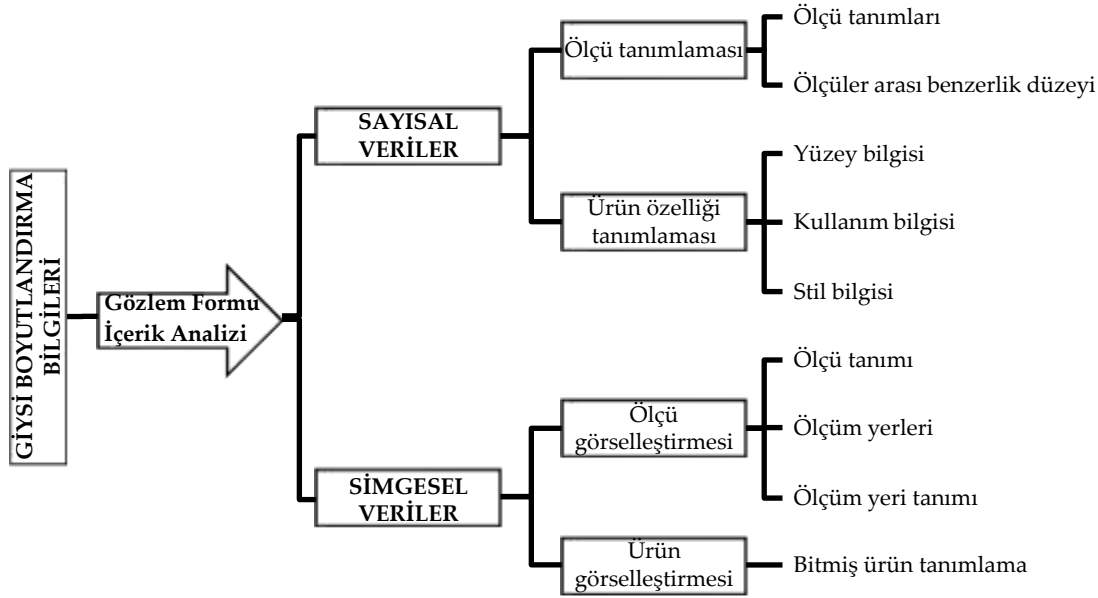 GİYSİ BOYUTLANDIRMA
BİLGİLERİ
Gözlem Formu
İçerik Analizi
SAYISAL
VERİLER
Ölçü tanımlaması
Ölçü tanımları
Ölçüler arası benzerlik düzeyi
Ürün özelliği
tanımlaması
Yüzey bilgisi
Kullanım bilgisi
Stil bilgisi
SİMGESEL
VERİLER
Ölçü
görselleştirmesi
Ölçü tanımı
Ölçüm yerleri
Ölçüm yeri tanımı
Ürün
görselleştirmesi
Bitmiş ürün tanımlama